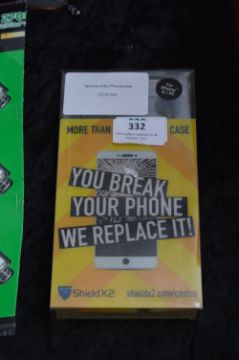 332
MORE THAN
CASE
YOU BREAK
YOUR PHONE
WE REPLACE IT!
ShieldX2
shieldx2.com/costco